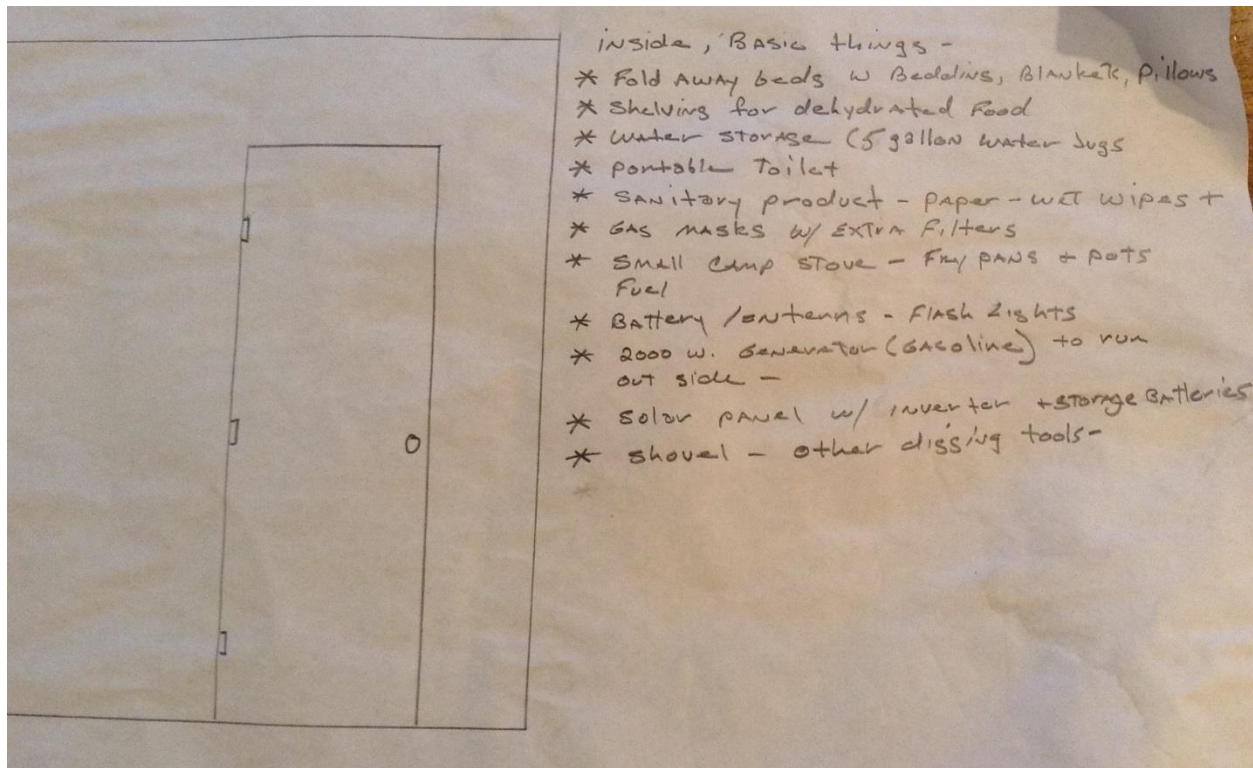 inside, Basic things -
* Fold Away beds w Bedding, Blankets, Pillows
* Shelving for dehydrated Food
* Water storage (5 gallon water Jugs
* portable Toilet
* Sanitary product - paper - wet wipes +
* Gas masks w/ Extra Filters
* Small Camp stove - Fry pans + pots
Fuel
* Battery lanterns - Flash Lights
* 2000 w. Generator (Gasoline) to run
out side -
* Solar panel w/ inverter + storage Batteries
* shovel - other digging tools -
*